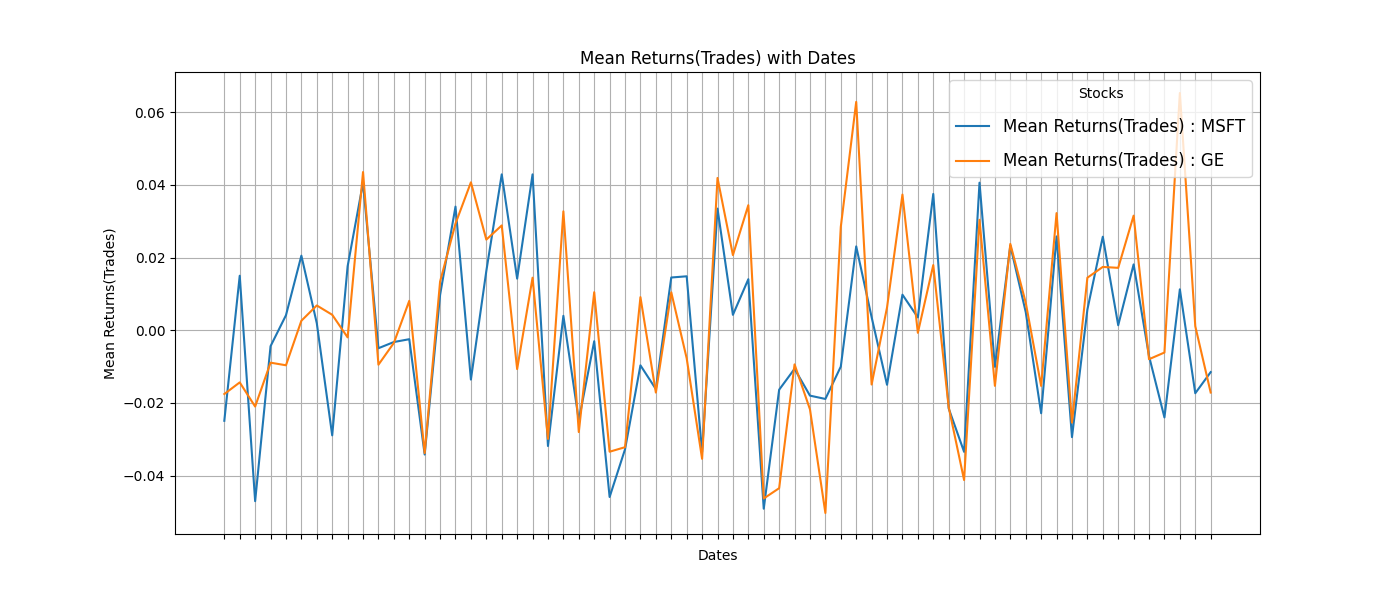 Mean Returns(Trades) with Dates
Stocks
Mean Returns(Trades) : MSFT
Mean Returns(Trades) : GE
Mean Returns(Trades)
0.06
0.04
0.02
0.00
−0.02
−0.04
Dates